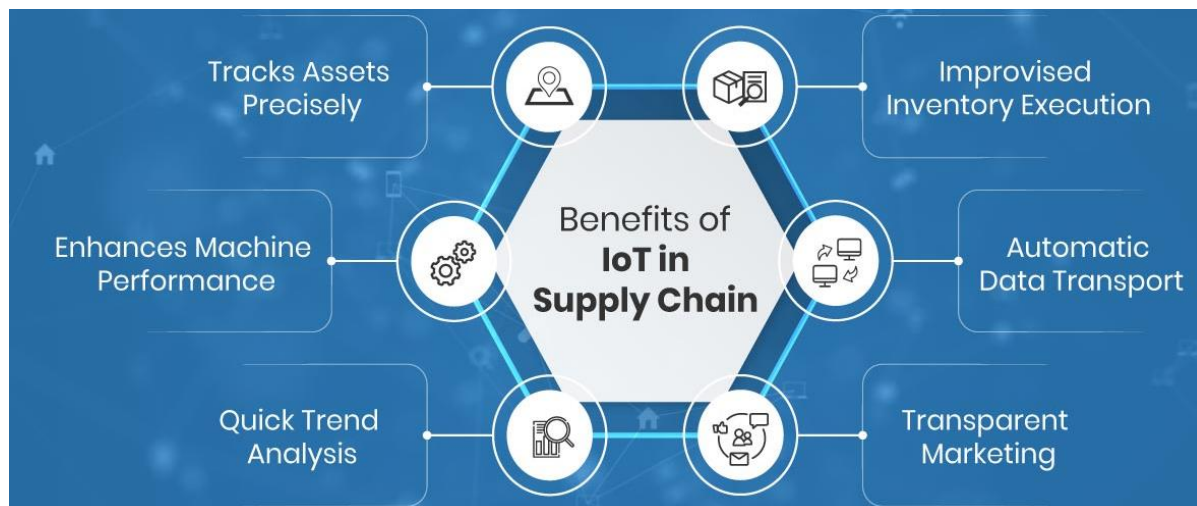 Tracks Assets
Precisely
Improvised
Inventory Execution
Enhances Machine
Performance
Benefits of
IoT in
Supply Chain
Automatic
Data Transport
Quick Trend
Analysis
Transparent
Marketing